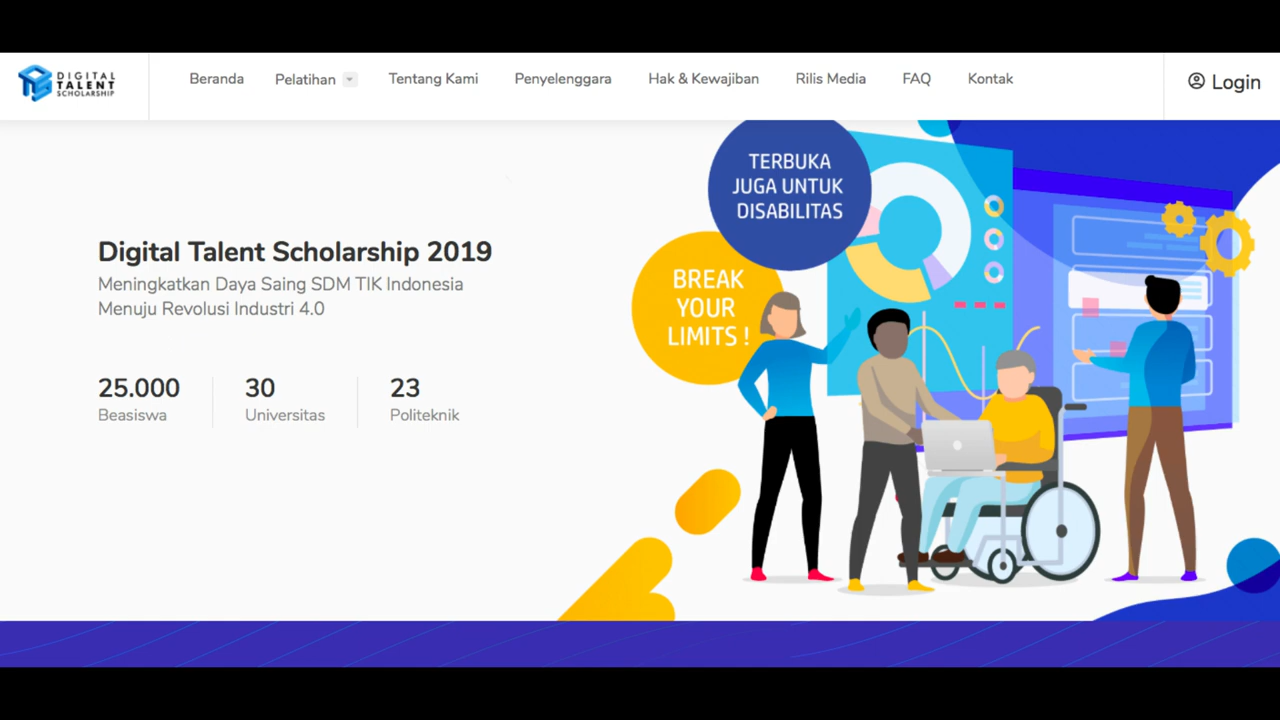 DIGITAL
TALENT
SCHOLARSHIP
Beranda
Pelatihan
Tentang Kami
Penyelenggara
Hak & Kewajiban
Rilis Media
FAQ
Kontak
Login
TERBUKA
JUGA UNTUK
DISABILITAS
BREAK
YOUR
LIMITS !
Digital Talent Scholarship 2019
Meningkatkan Daya Saing SDM TIK Indonesia
Menuju Revolusi Industri 4.0
25.000
Beasiswa
30
Universitas
23
Politeknik